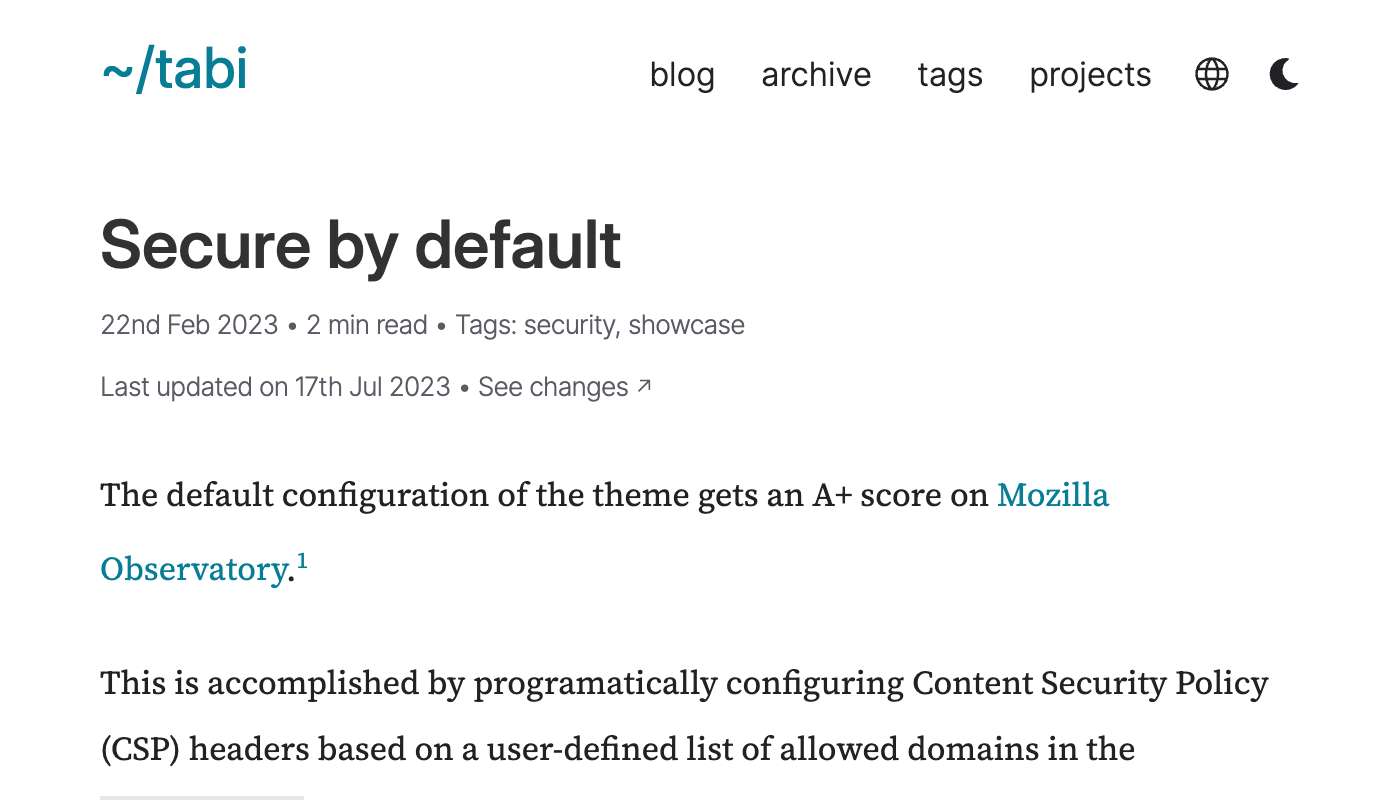 ~/tabi
blog archive tags projects
Secure by default
22nd Feb 2023 • 2 min read • Tags: security, showcase
Last updated on 17th Jul 2023 • See changes ↗
The default configuration of the theme gets an A+ score on Mozilla
Observatory.¹
This is accomplished by programatically configuring Content Security Policy
(CSP) headers based on a user-defined list of allowed domains in the